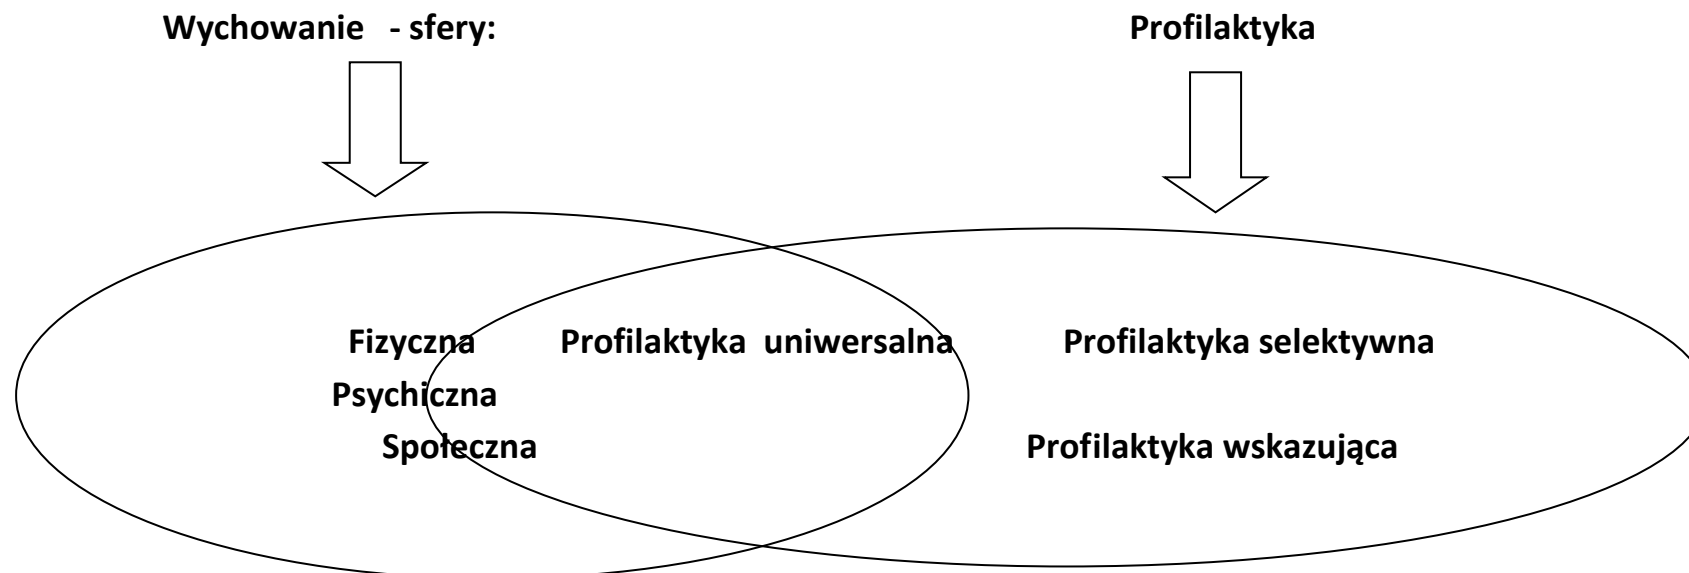 Wychowanie - sfery: Profilaktyka
Fizyczna Profilaktyka uniwersalna Profilaktyka selektywna
Psychiczna
Społeczna Profilaktyka wskazująca